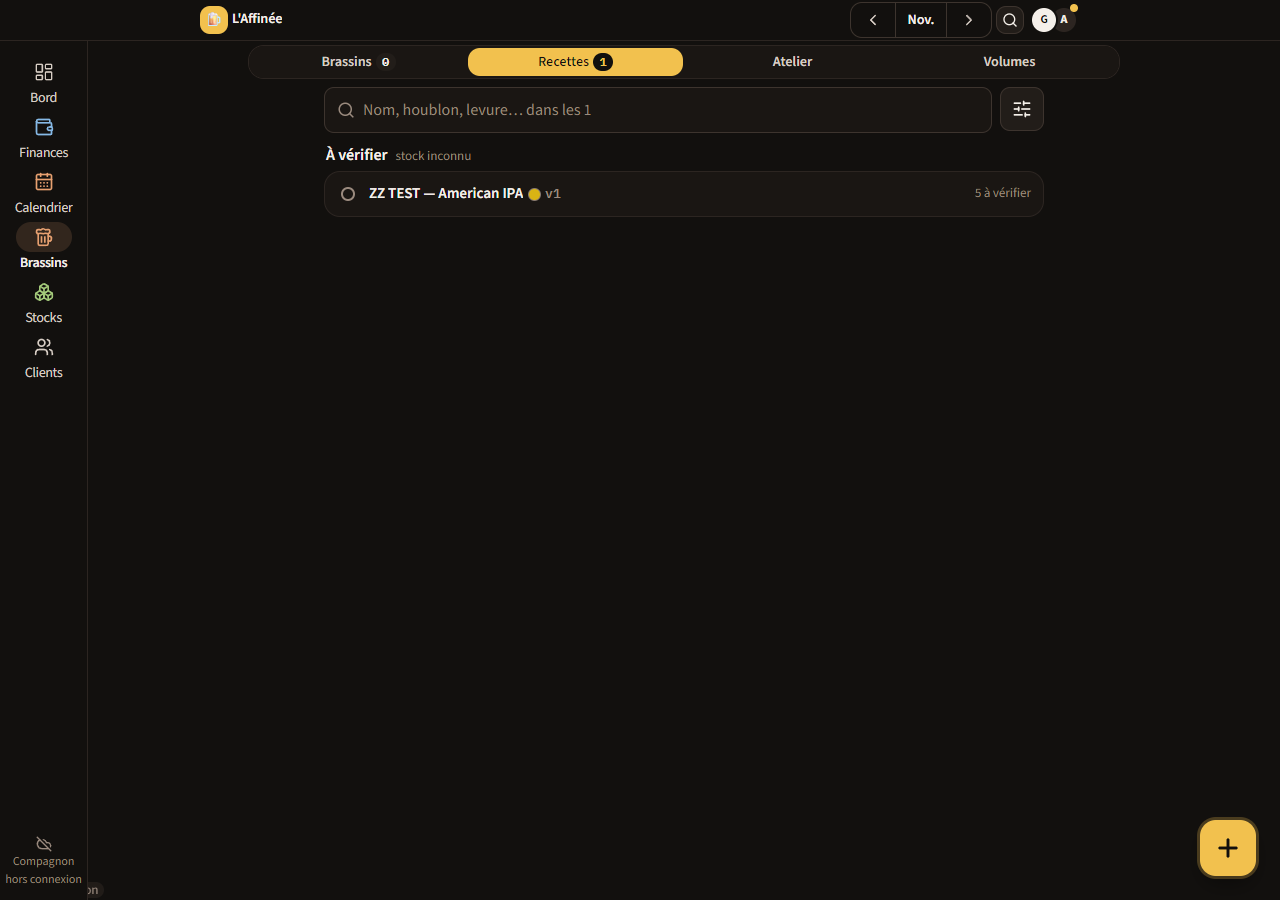 L'Affinée
Nov.
G
A
Brassins 0
Recettes 1
Atelier
Volumes
Bord
Finances
Calendrier
Brassins
Stocks
Clients
Nom, houblon, levure… dans les 1
À vérifier stock inconnu
ZZ TEST — American IPA v1
5 à vérifier
Compagnon
hors connexion
on